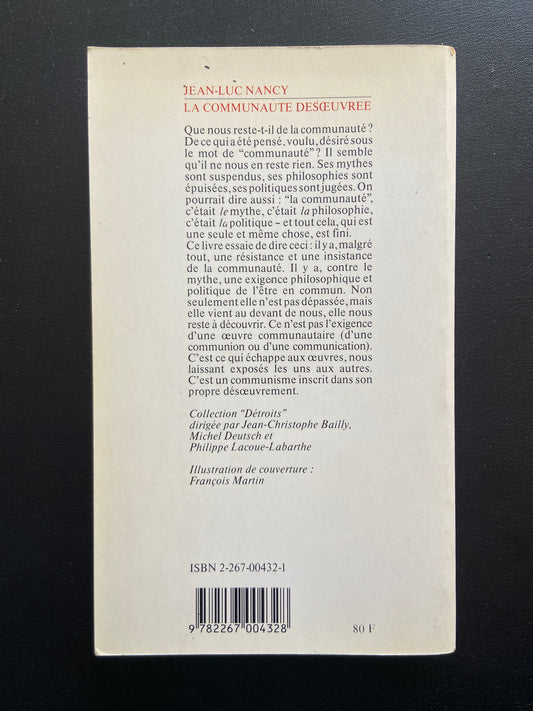 JEAN-LUC NANCY
LA COMMUNAUTE DESŒUVREE
Que nous reste-t-il de la communauté ?
De ce qui a été pensé, voulu, désiré sous
le mot de “communauté” ? Il semble
qu’il ne nous en reste rien. Ses mythes
sont suspendus, ses philosophies sont
épuisées, ses politiques sont jugées. On
pourrait dire aussi : “la communauté”,
c’était le mythe, c’était la philosophie,
c’était la politique – et tout cela, qui est
une seule et même chose, est fini.
Ce livre essaie de dire ceci : il y a, malgré
tout, une résistance et une insistance
de la communauté. Il y a, contre le
mythe, une exigence philosophique et
politique de l’être en commun. Non
seulement elle n’est pas dépassée, mais
elle vient au devant de nous, elle nous
reste à découvrir. Ce n’est pas l’exigence
d’une œuvre communautaire (d’une
communion ou d’une communication).
C’est ce qui échappe aux œuvres, nous
laissant exposés les uns aux autres.
C’est un communisme inscrit dans son
propre désœuvrement.
Collection “Détroits”
dirigée par Jean-Christophe Bailly,
Michel Deutsch et
Philippe Lacoue-Labarthe
Illustration de couverture :
François Martin
ISBN 2-267-00432-1
9 782267 004328
80 F